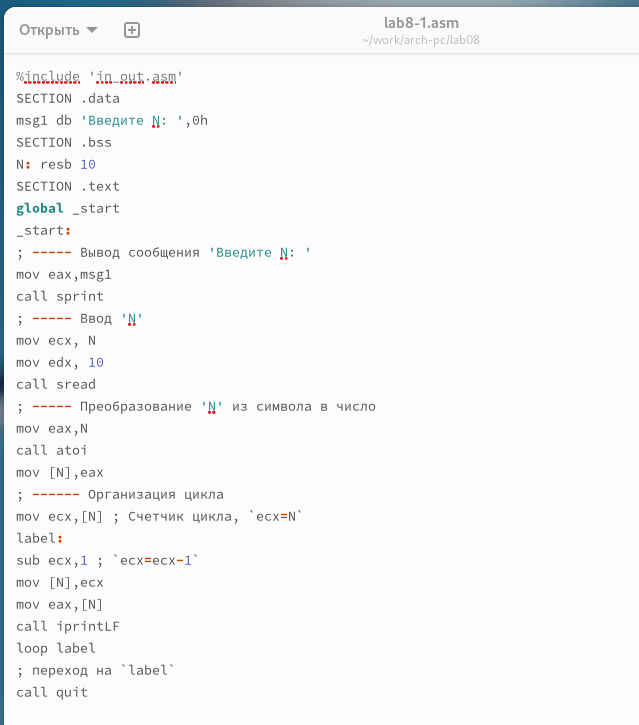 Открыть
lab8-1.asm
~/work/arch-pc/lab08
%include 'in_out.asm'
SECTION .data
msg1 db 'Введите N: ',0h
SECTION .bss
N: resb 10
SECTION .text
global _start
_start:
; ----- Вывод сообщения 'Введите N: '
mov eax,msg1
call sprint
; ----- Ввод 'N'
mov ecx, N
mov edx, 10
call sread
; ----- Преобразование 'N' из символа в число
mov eax,N
call atoi
mov [N],eax
; ------ Организация цикла
mov ecx,[N] ; Счетчик цикла, `ecx=N`
label:
sub ecx,1 ; `ecx=ecx-1`
mov [N],ecx
mov eax,[N]
call iprintLF
loop label
; переход на `label`
call quit